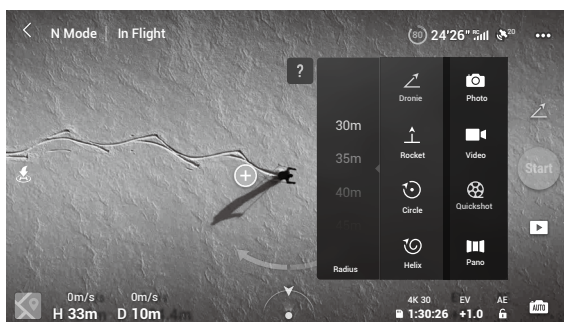 N Mode
In Flight
80
24'26"
RC
20
?
30m
35m
40m
Radius
Dronie
Rocket
Circle
Helix
Photo
Video
Quickshot
Pano
Start
0m/s
0m/s
H 33m
D 10m
4K 30
EV
AE
1:30:26
+1.0
AUTO